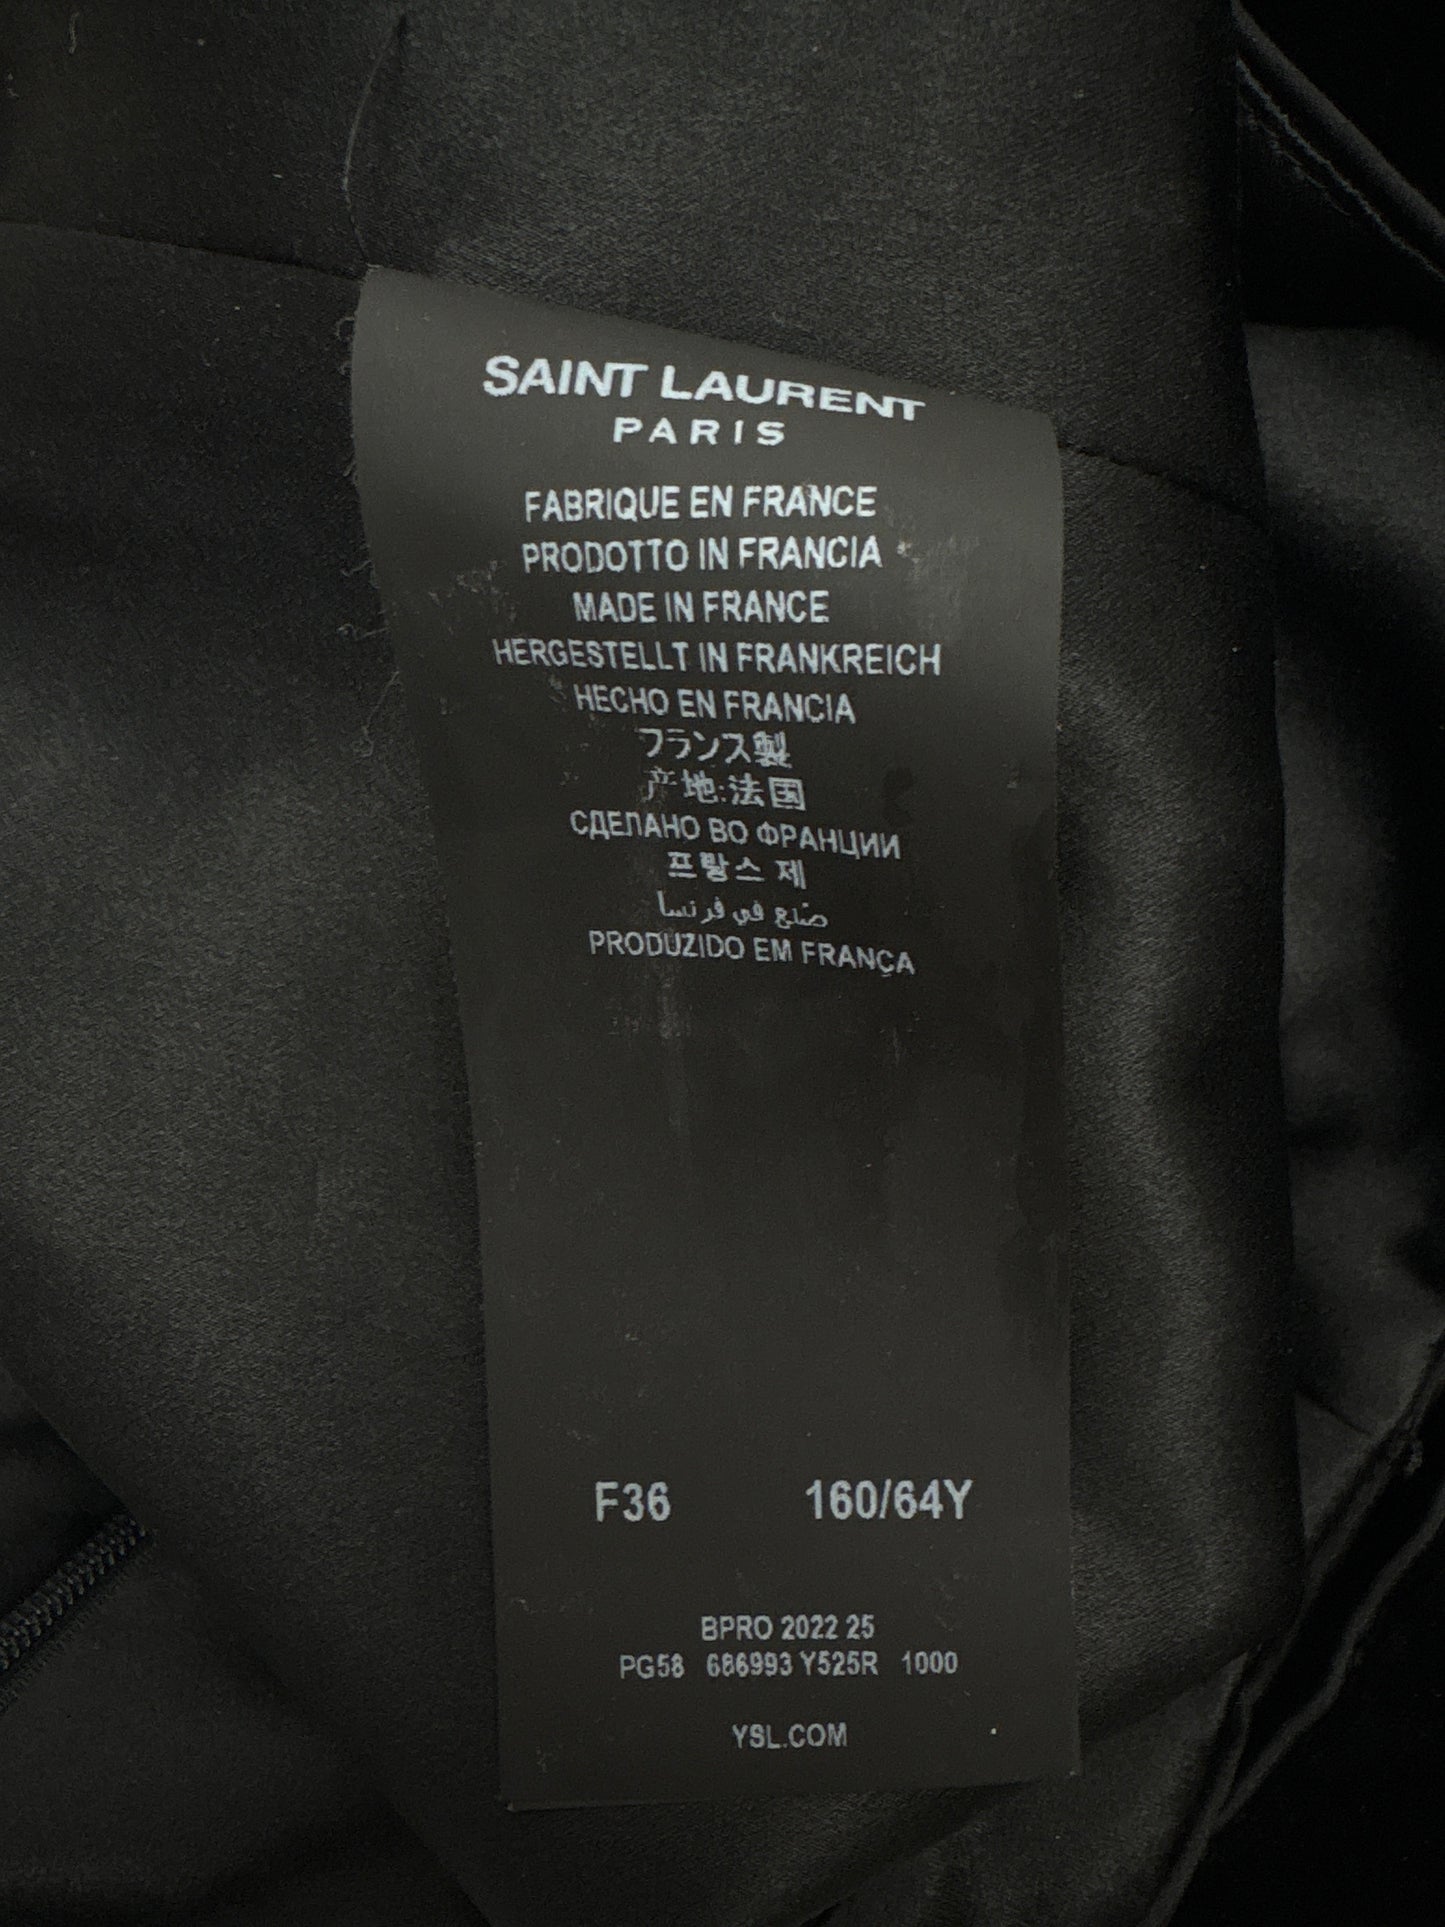 SAINT LAURENT
PARIS
FABRIQUE EN FRANCE
PRODOTTO IN FRANCIA
MADE IN FRANCE
HERGESTELLT IN FRANKREICH
HECHO EN FRANCIA
フランス製
产地:法国
СДЕЛАНО ВО ФРАНЦИИ
프랑스 제
صنع في فرنسا
PRODUZIDO EM FRANÇA
F36 160/64Y
BPRO 2022 25
PG58 686993 Y525R 1000
YSL.COM